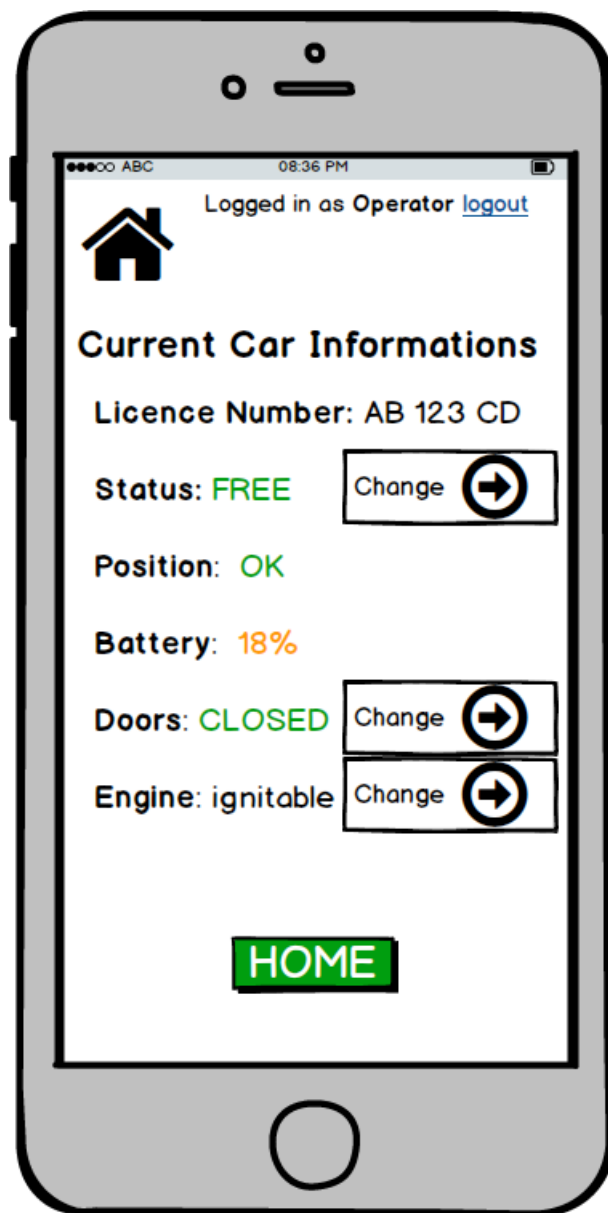 ABC 08:36 PM
Logged in as Operator logout
Current Car Informations
Licence Number: AB 123 CD
Status: FREE Change
Position: OK
Battery: 18%
Doors: CLOSED Change
Engine: ignitable Change
HOME